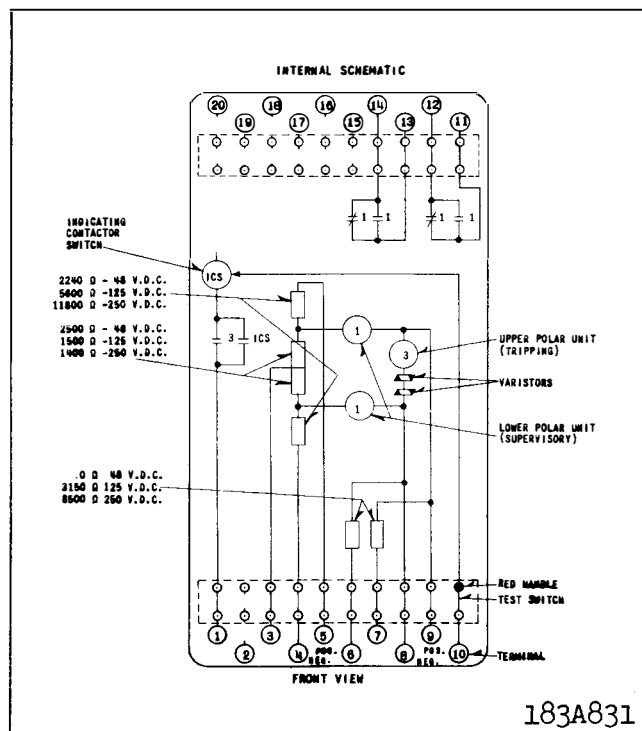 INTERNAL SCHEMATIC
20 18 16 14 12
19 17 15 13 11
1 1 1 1
INDICATING
CONTACTOR
SWITCH
ICS
2240 Ω - 48 V.D.C.
5600 Ω -125 V.D.C.
11800 Ω -250 V.D.C.
2500 Ω - 48 V.D.C.
1500 Ω -125 V.D.C.
1400 Ω -250 V.D.C.
3 ICS
1
3
UPPER POLAR UNIT
(TRIPPING)
VARISTORS
1
LOWER POLAR UNIT
(SUPERVISORY)
.0 Ω 48 V.D.C.
3150 Ω 125 V.D.C.
8500 Ω 250 V.D.C.
RED HANDLE
TEST SWITCH
1 3 5 7 9
2 4 6 8 10
POS. POS.
NEG. NEG.
TERMINAL
FRONT VIEW
183A831